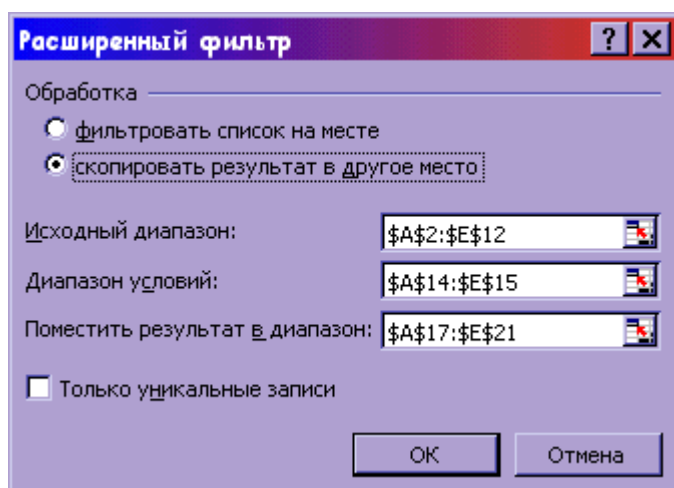 Расширенный фильтр
Обработка
фильтровать список на месте
скопировать результат в другое место
Исходный диапазон: $A$2:$E$12
Диапазон условий: $A$14:$E$15
Поместить результат в диапазон: $A$17:$E$21
Только уникальные записи
ОК Отмена